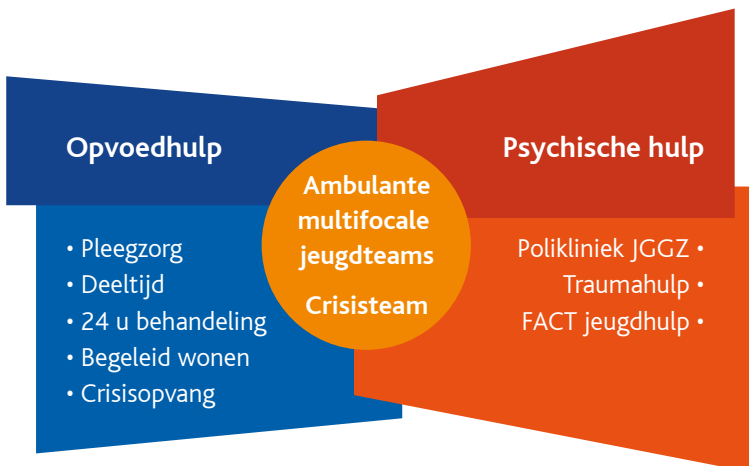 Opvoedhulp
• Pleegzorg
• Deeltijd
• 24 u behandeling
• Begeleid wonen
• Crisisopvang
Ambulante
multifocale
jeugdteams
Crisisteam
Psychische hulp
Polikliniek JGGZ •
Traumahulp •
FACT jeugdhulp •